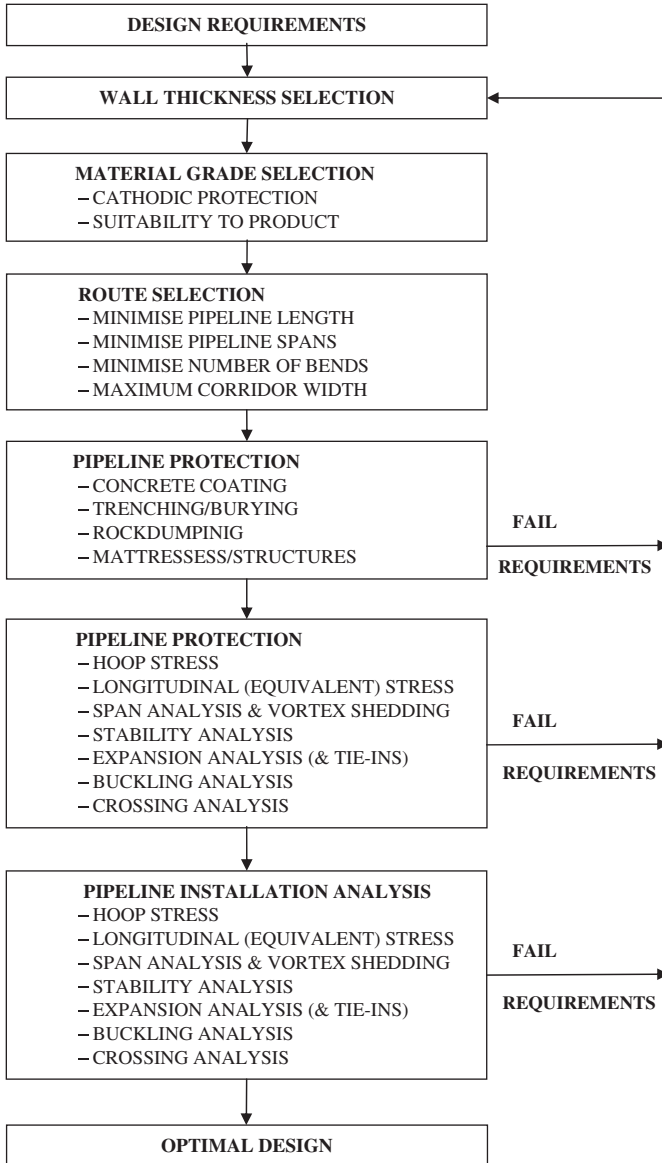 DESIGN REQUIREMENTS
WALL THICKNESS SELECTION
MATERIAL GRADE SELECTION
– CATHODIC PROTECTION
– SUITABILITY TO PRODUCT
ROUTE SELECTION
– MINIMISE PIPELINE LENGTH
– MINIMISE PIPELINE SPANS
– MINIMISE NUMBER OF BENDS
– MAXIMUM CORRIDOR WIDTH
PIPELINE PROTECTION
– CONCRETE COATING
– TRENCHING/BURYING
– ROCKDUMPINIG
– MATTRESSESS/STRUCTURES
FAIL
REQUIREMENTS
PIPELINE PROTECTION
– HOOP STRESS
– LONGITUDINAL (EQUIVALENT) STRESS
– SPAN ANALYSIS & VORTEX SHEDDING
– STABILITY ANALYSIS
– EXPANSION ANALYSIS (& TIE-INS)
– BUCKLING ANALYSIS
– CROSSING ANALYSIS
FAIL
REQUIREMENTS
PIPELINE INSTALLATION ANALYSIS
– HOOP STRESS
– LONGITUDINAL (EQUIVALENT) STRESS
– SPAN ANALYSIS & VORTEX SHEDDING
– STABILITY ANALYSIS
– EXPANSION ANALYSIS (& TIE-INS)
– BUCKLING ANALYSIS
– CROSSING ANALYSIS
FAIL
REQUIREMENTS
OPTIMAL DESIGN